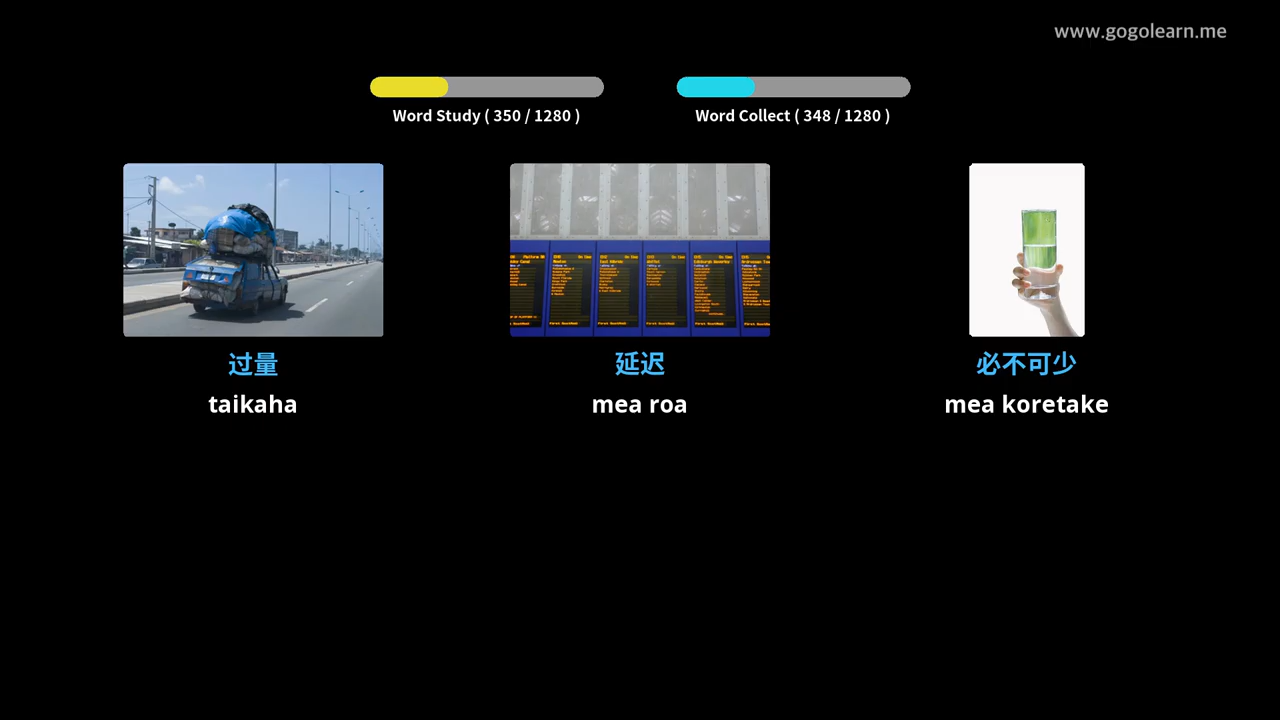 www.gogolearn.me
Word Study ( 350 / 1280 )
Word Collect ( 348 / 1280 )
过量
taikaha
延迟
mea roa
必不可少
mea koretake